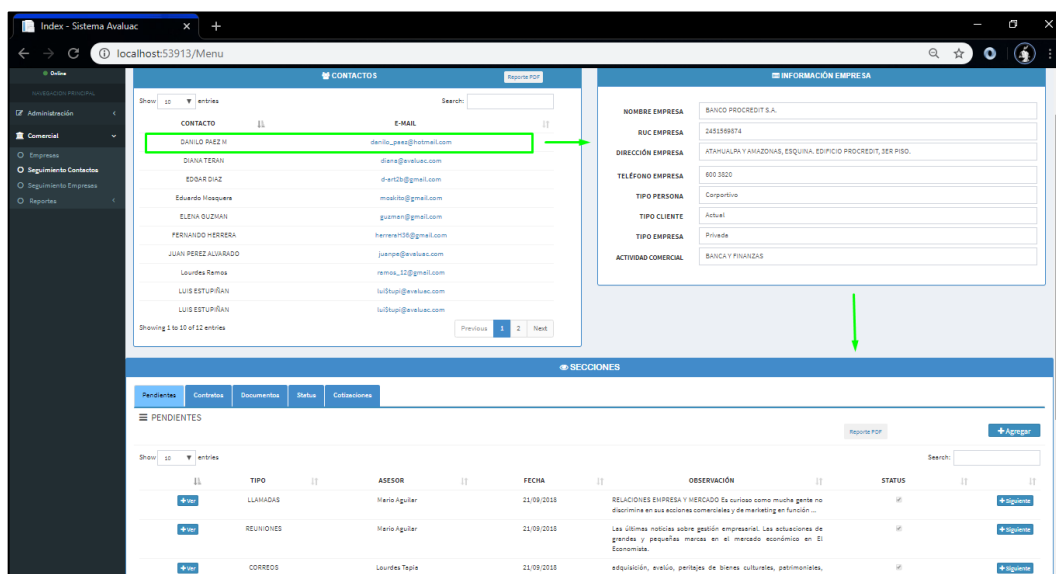 Index - Sistema Avaluac
localhost:53913/Menu
Online
NAVEGACIÓN PRINCIPAL
Administración
Comercial
Empresas
Seguimiento Contactos
Seguimiento Empresas
Reportes
CONTACTOS
Reporte PDF
Show 10 entries
Search:
CONTACTO E-MAIL
DANILO PAEZ M danilo_paez@hotmail.com
DIANA TERAN diana@avaluac.com
EDGAR DIAZ d-art2b@gmail.com
Eduardo Mosquera moskito@gmail.com
ELENA GUZMAN guzman@gmail.com
FERNANDO HERRERA herreraH36@gmail.com
JUAN PEREZ ALVARADO juanpe@avaluac.com
Lourdes Ramos ramos_12@gmail.com
LUIS ESTUPIÑAN luiStupi@avaluac.com
LUIS ESTUPIÑAN luiStupi@avaluac.com
Showing 1 to 10 of 12 entries
Previous 1 2 Next
INFORMACIÓN EMPRESA
NOMBRE EMPRESA BANCO PROCREDIT S.A.
RUC EMPRESA 2451569874
DIRECCIÓN EMPRESA ATAHUALPA Y AMAZONAS, ESQUINA. EDIFICIO PROCREDIT, 3ER PISO.
TELÉFONO EMPRESA 600 3820
TIPO PERSONA Corportivo
TIPO CLIENTE Actual
TIPO EMPRESA Privada
ACTIVIDAD COMERCIAL BANCA Y FINANZAS
SECCIONES
Pendientes Contratos Documentos Status Cotizaciones
PENDIENTES
Reporte PDF
Agregar
Show 10 entries
Search:
TIPO ASESOR FECHA OBSERVACIÓN STATUS
Ver LLAMADAS Mario Aguilar 21/09/2018 RELACIONES EMPRESA Y MERCADO Es curioso como mucha gente no
discrimina en sus acciones comerciales y de marketing en función ...
Siguiente
Ver REUNIONES Mario Aguilar 21/09/2018 Las últimas noticias sobre gestión empresarial. Las actuaciones de
grandes y pequeñas marcas en el mercado económico en El
Economista.
Siguiente
Ver CORREOS Lourdes Tapia 21/09/2018 adquisición, avalúo, peritajes de bienes culturales, patrimoniales,
Siguiente